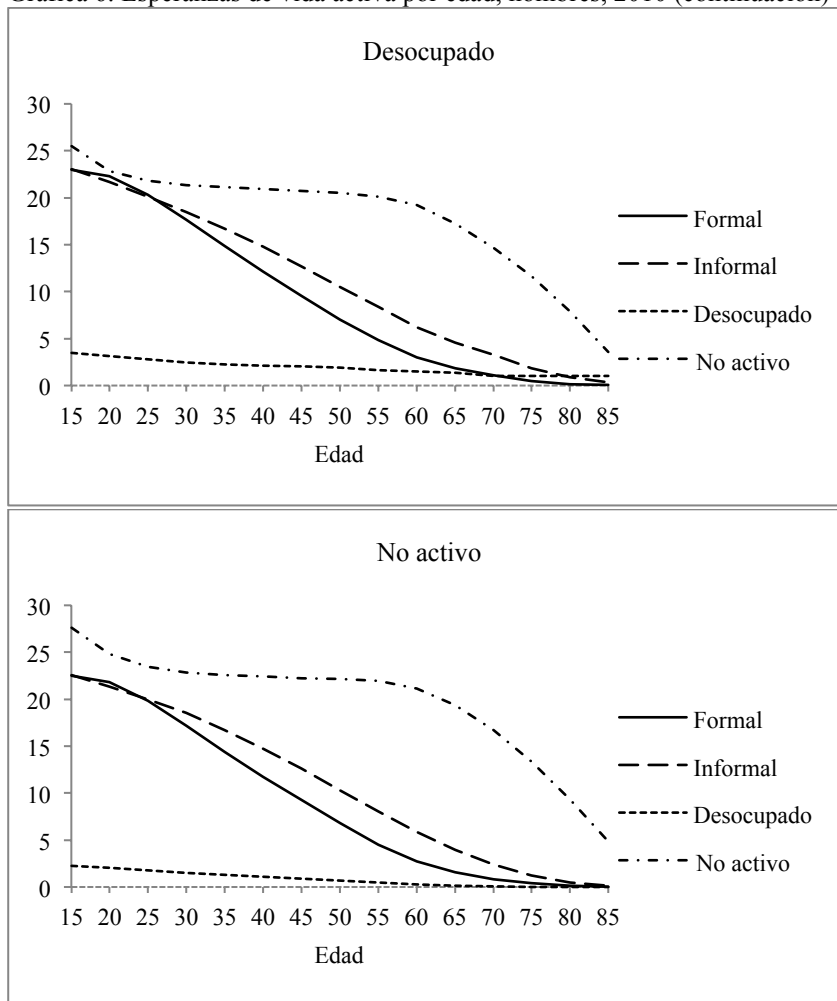 Gráfica 6. Esperanzas de vida activa por edad, hombres, 2010 (continuación)
Desocupado
30
25
20
15
10
5
0
15 20 25 30 35 40 45 50 55 60 65 70 75 80 85
Edad
Formal
Informal
Desocupado
No activo
No activo
30
25
20
15
10
5
0
15 20 25 30 35 40 45 50 55 60 65 70 75 80 85
Edad
Formal
Informal
Desocupado
No activo